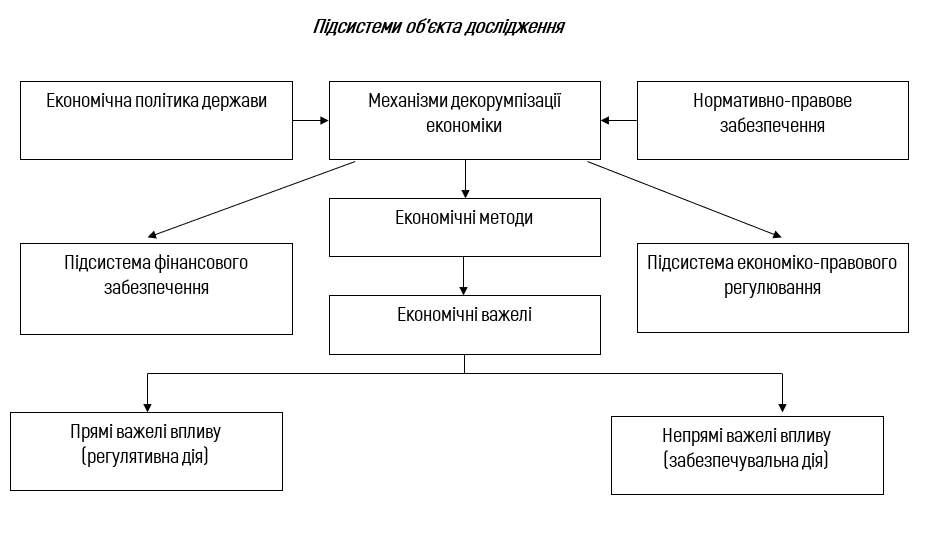 Підсистеми об'єкта дослідження
Економічна політика держави
Механізми декорумпізації
економіки
Нормативно-правове
забезпечення
Економічні методи
Підсистема фінансового
забезпечення
Підсистема економіко-правового
регулювання
Економічні важелі
Прямі важелі впливу
(регулятивна дія)
Непрямі важелі впливу
(забезпечувальна дія)